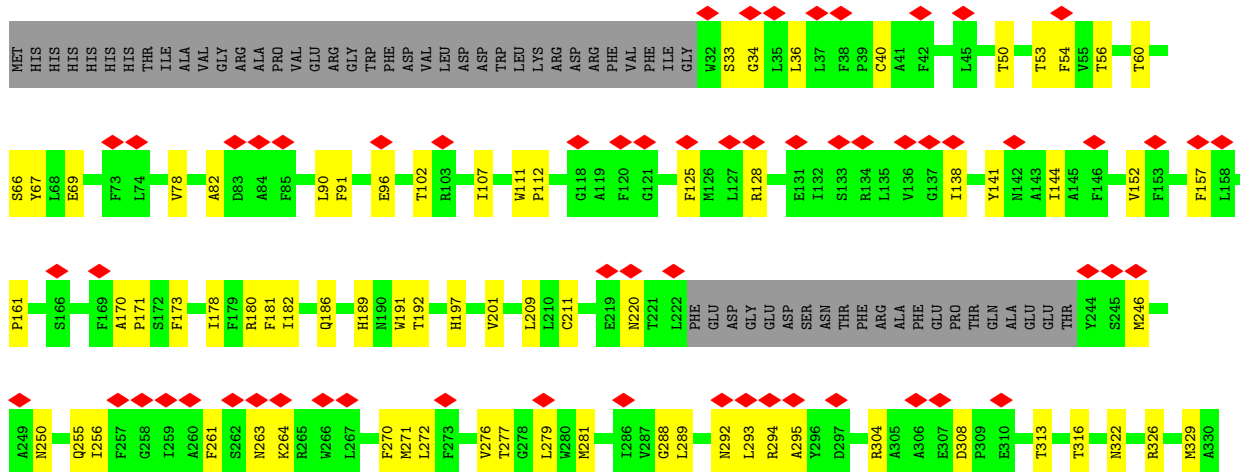 MET HIS HIS HIS HIS HIS HIS THR ILE ALA VAL GLY ARG ALA PRO VAL GLU ARG GLY TRP PHE ASP VAL LEU ASP ASP TRP LEU LYS ARG ASP ARG PHE VAL PHE ILE GLY W32 S33 G34 L35 L36 L37 F38 P39 C40 A41 F42 L45 T50 T53 F54 V55 T56 T60
S66 Y67 L68 E69 F73 L74 V78 A82 D83 A84 F85 L90 F91 E96 T102 R103 I107 W111 P112 G118 A119 F120 G121 F125 M126 L127 R128 E131 I132 S133 R134 L135 V136 G137 I138 Y141 N142 A143 I144 A145 F146 V152 F153 F157 L158
P161 S166 F169 A170 P171 S172 F173 I178 F179 R180 F181 I182 Q186 H189 N190 W191 T192 H197 V201 L209 L210 C211 E219 N220 T221 L222 PHE GLU ASP GLY GLU ASP SER ASN THR PHE ARG ALA PHE GLU PRO THR GLN ALA GLU GLU THR Y244 S245 M246
A249 N250 Q255 I256 F257 G258 I259 A260 F261 S262 N263 K264 R265 W266 L267 F270 M271 L272 F273 V276 T277 G278 L279 W280 M281 I286 V287 G288 L289 N292 L293 R294 A295 Y296 D297 R304 A305 A306 E307 D308 P309 E310 T313 T316 N322 R326 M329 A330